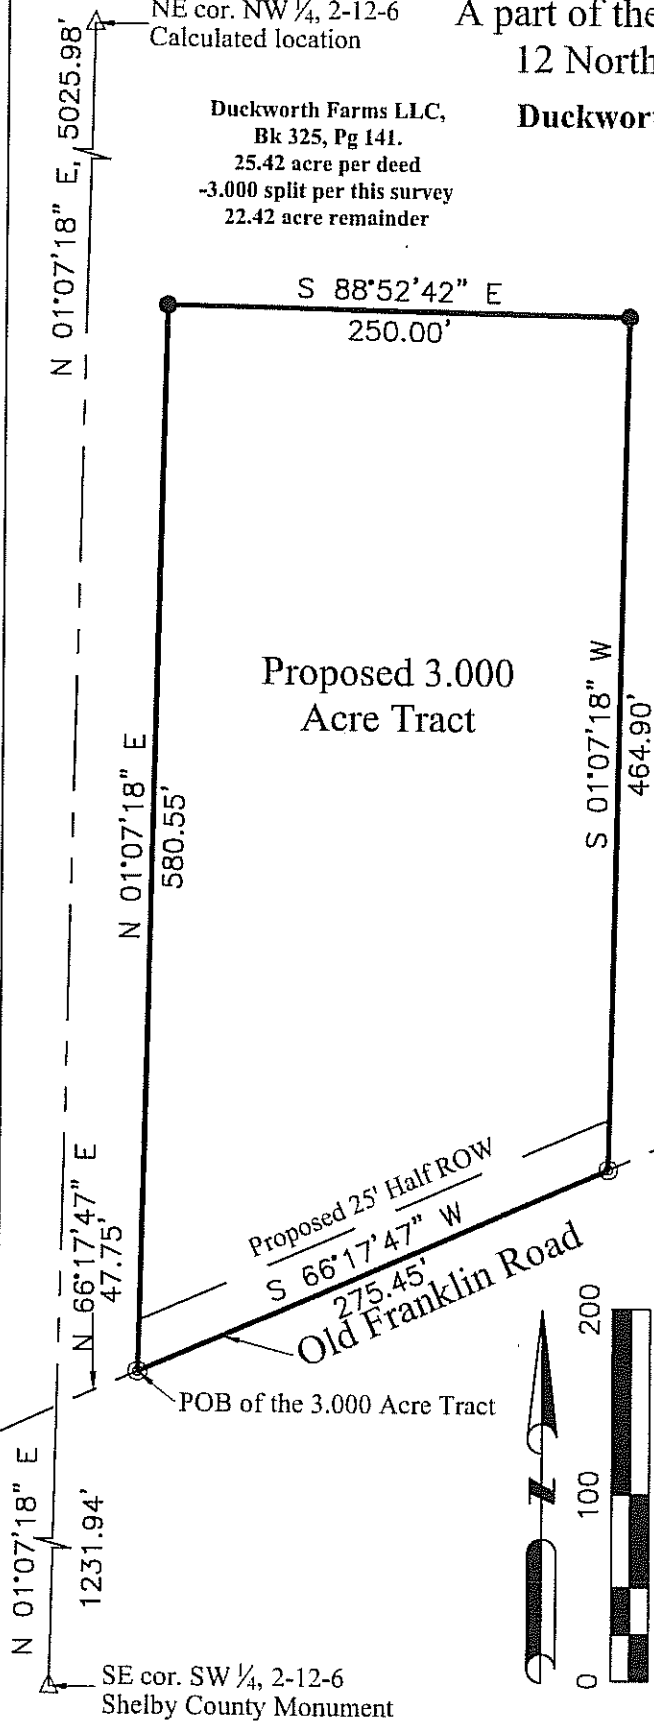 NE cor. NW ¼, 2-12-6
Calculated location
A part of the
12 North
Duckwort
Duckworth Farms LLC,
Bk 325, Pg 141.
25.42 acre per deed
-3.000 split per this survey
22.42 acre remainder
N 01°07'18" E, 5025.98'
S 88°52'42" E
250.00'
Proposed 3.000
Acre Tract
N 01°07'18" E
580.55'
S 01°07'18" W
464.90'
N 66°17'47" E
47.75'
Proposed 25' Half ROW
S 66°17'47" W
275.45'
Old Franklin Road
POB of the 3.000 Acre Tract
N 01°07'18" E
1231.94'
N
0
100
200
SE cor. SW ¼, 2-12-6
Shelby County Monument